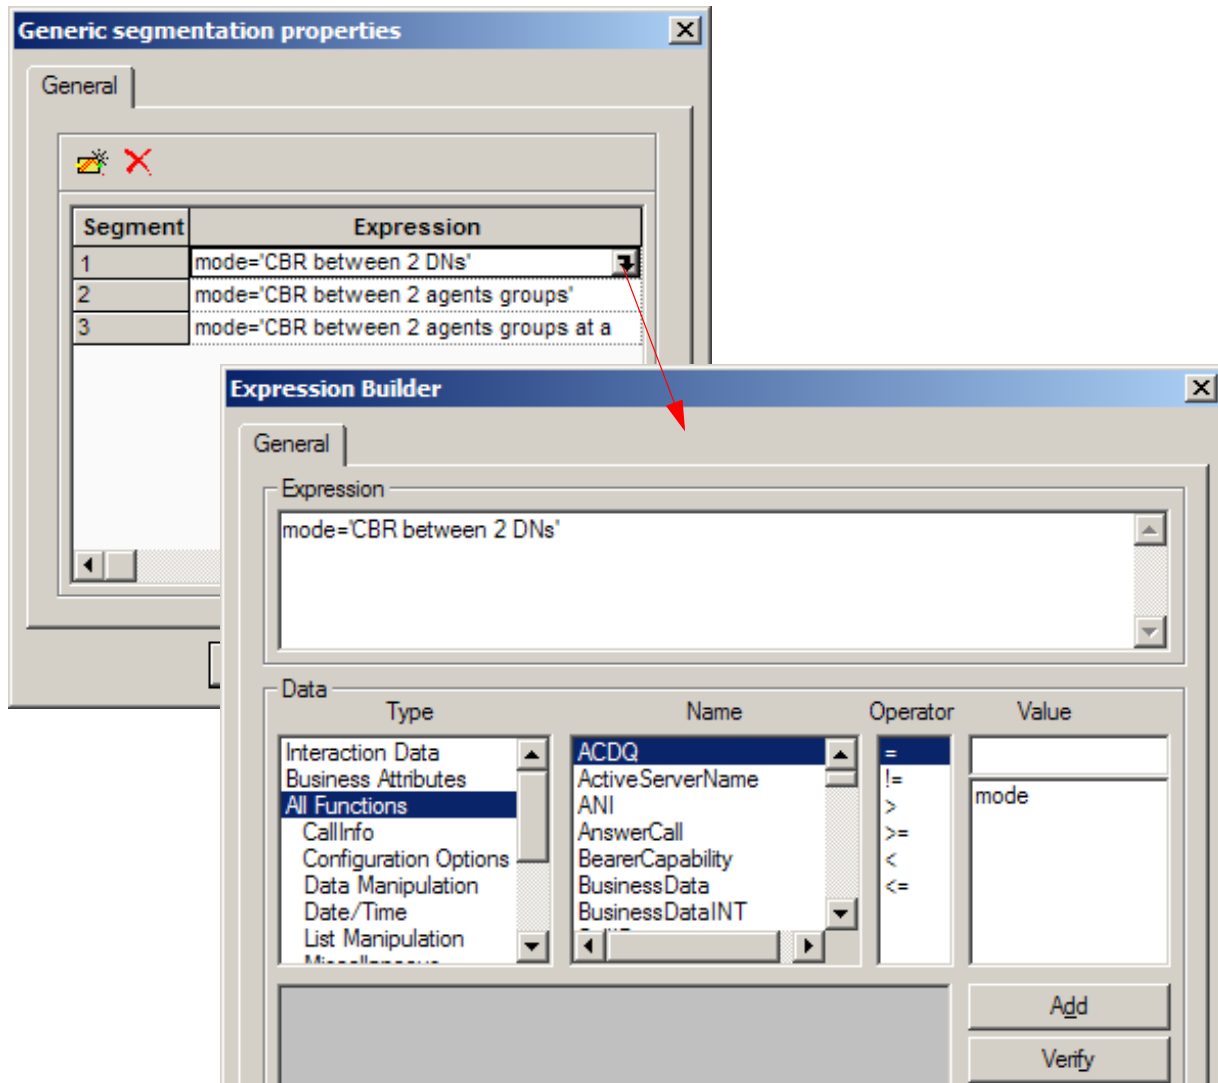 Generic segmentation properties
General
Segment Expression
1 mode='CBR between 2 DNs'
2 mode='CBR between 2 agents groups'
3 mode='CBR between 2 agents groups at a
Expression Builder
General
Expression
mode='CBR between 2 DNs'
Data
Type Name Operator Value
Interaction Data ACDQ =
Business Attributes ActiveServerName !=
All Functions ANI > mode
CallInfo AnswerCall >=
Configuration Options BearerCapability <
Data Manipulation BusinessData <=
Date/Time BusinessDataINT
List Manipulation
Add
Verify